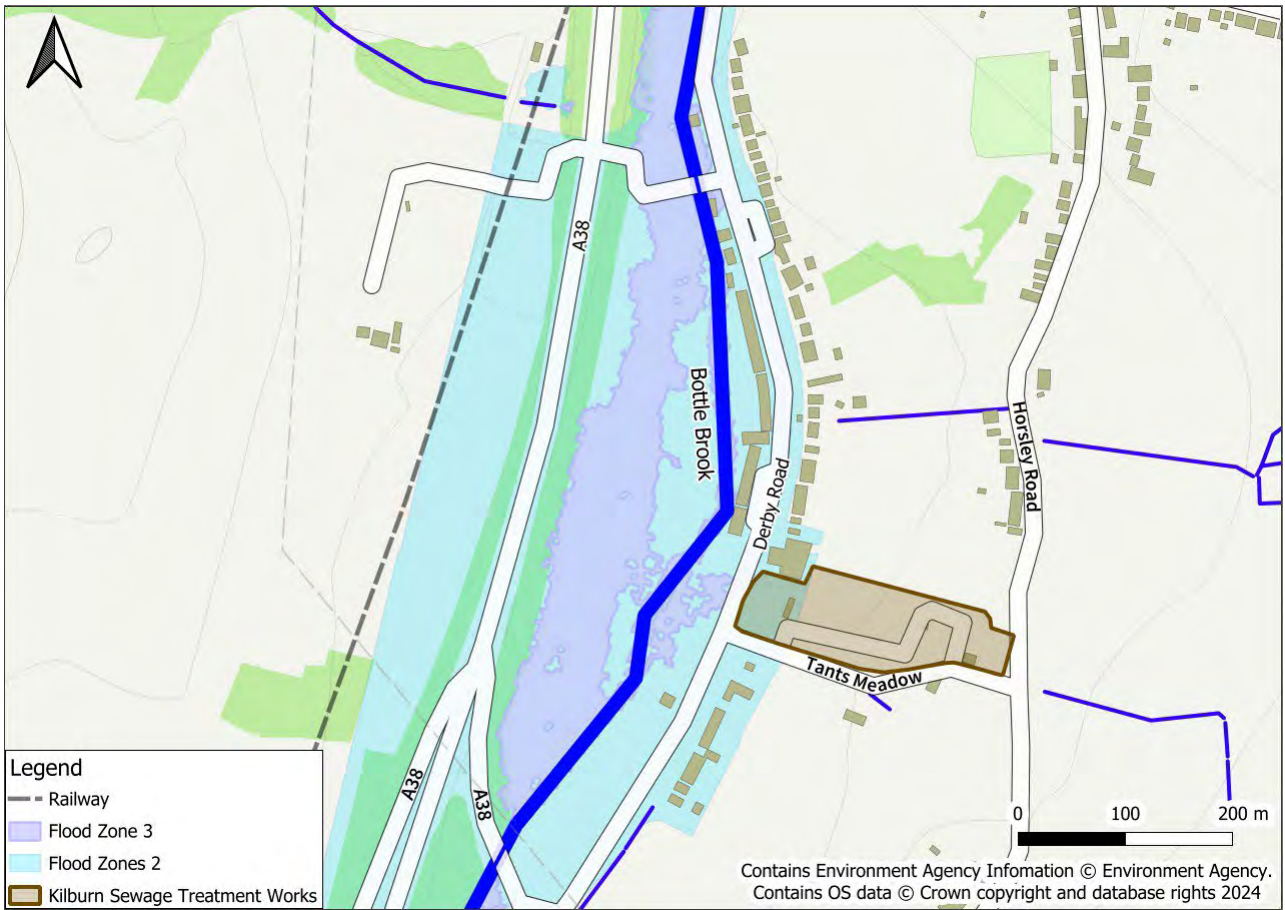 A38
Bottle Brook
Derby Road
Horsley Road
Tants Meadow
A38
A38
Legend
Railway
Flood Zone 3
Flood Zones 2
Kilburn Sewage Treatment Works
0 100 200 m
Contains Environment Agency Infomation © Environment Agency.
Contains OS data © Crown copyright and database rights 2024